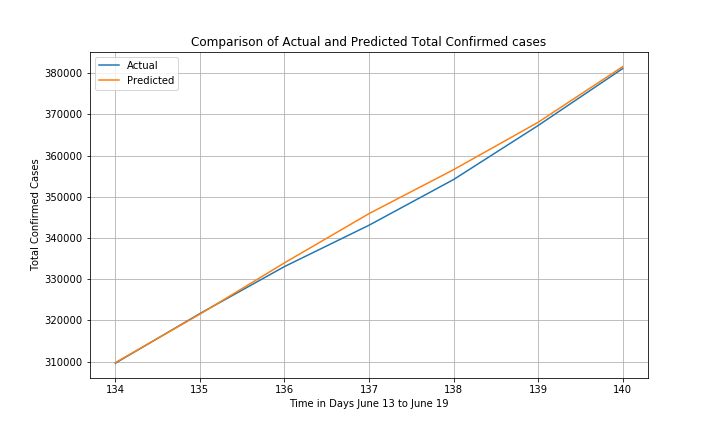 Comparison of Actual and Predicted Total Confirmed cases
Actual
Predicted
380000
370000
360000
350000
340000
330000
320000
310000
Total Confirmed Cases
134 135 136 137 138 139 140
Time in Days June 13 to June 19